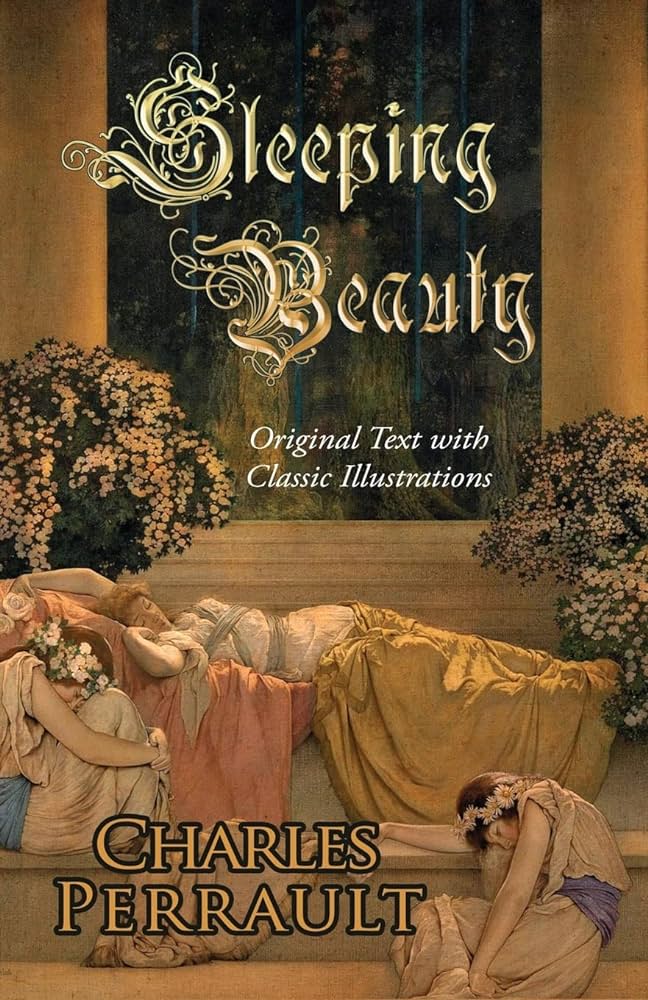 Sleeping
Beauty
Original Text with
Classic Illustrations
CHARLES
PERRAULT